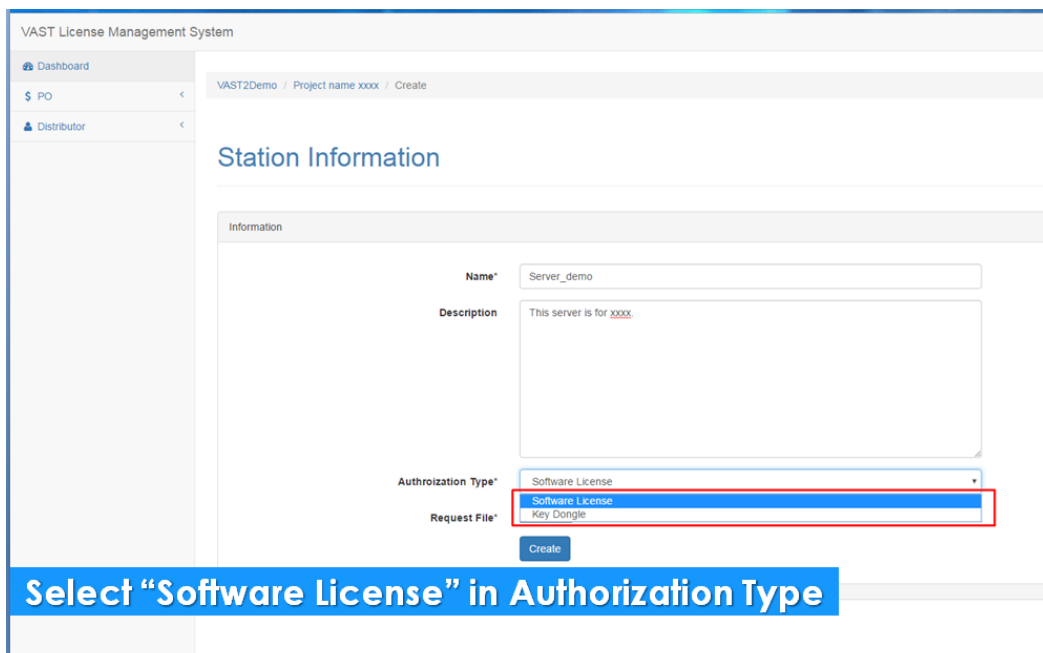 VAST License Management System
Dashboard
$ PO <
Distributor <
VAST2Demo / Project name xxxx / Create
Station Information
Information
Name*
Server_demo
Description
This server is for xxxx.
Authroization Type*
Software License
Software License
Key Dongle
Request File*
Create
Select “Software License” in Authorization Type